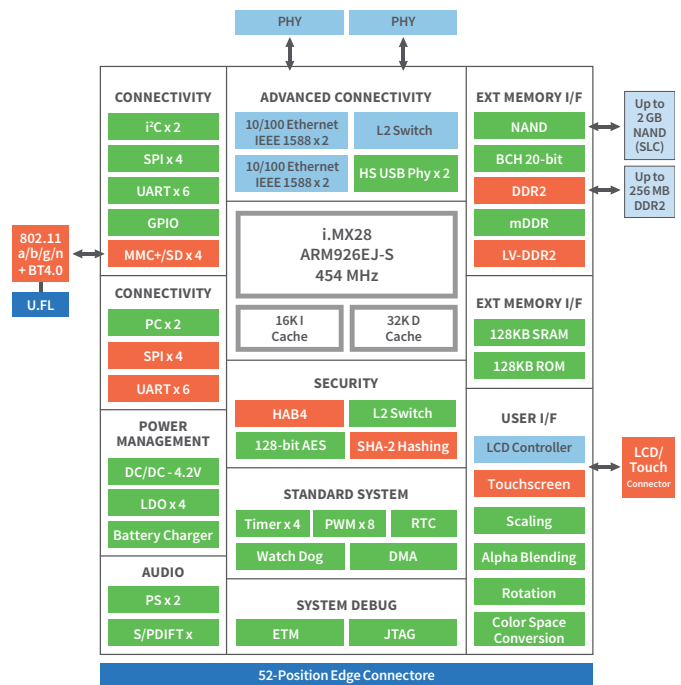 PHY
PHY
CONNECTIVITY
i²C x 2
SPI x 4
UART x 6
GPIO
MMC+/SD x 4
802.11
a/b/g/n
+ BT4.0
U.FL
CONNECTIVITY
PC x 2
SPI x 4
UART x 6
POWER
MANAGEMENT
DC/DC - 4.2V
LDO x 4
Battery Charger
AUDIO
PS x 2
S/PDIFT x
ADVANCED CONNECTIVITY
10/100 Ethernet
IEEE 1588 x 2
L2 Switch
10/100 Ethernet
IEEE 1588 x 2
HS USB Phy x 2
i.MX28
ARM926EJ-S
454 MHz
16K I
Cache
32K D
Cache
SECURITY
HAB4
L2 Switch
128-bit AES
SHA-2 Hashing
STANDARD SYSTEM
Timer x 4
PWM x 8
RTC
Watch Dog
DMA
SYSTEM DEBUG
ETM
JTAG
EXT MEMORY I/F
NAND
BCH 20-bit
DDR2
mDDR
LV-DDR2
Up to
2 GB
NAND
(SLC)
Up to
256 MB
DDR2
EXT MEMORY I/F
128KB SRAM
128KB ROM
USER I/F
LCD Controller
Touchscreen
Scaling
Alpha Blending
Rotation
Color Space
Conversion
LCD/
Touch
Connector
52-Position Edge Connectore